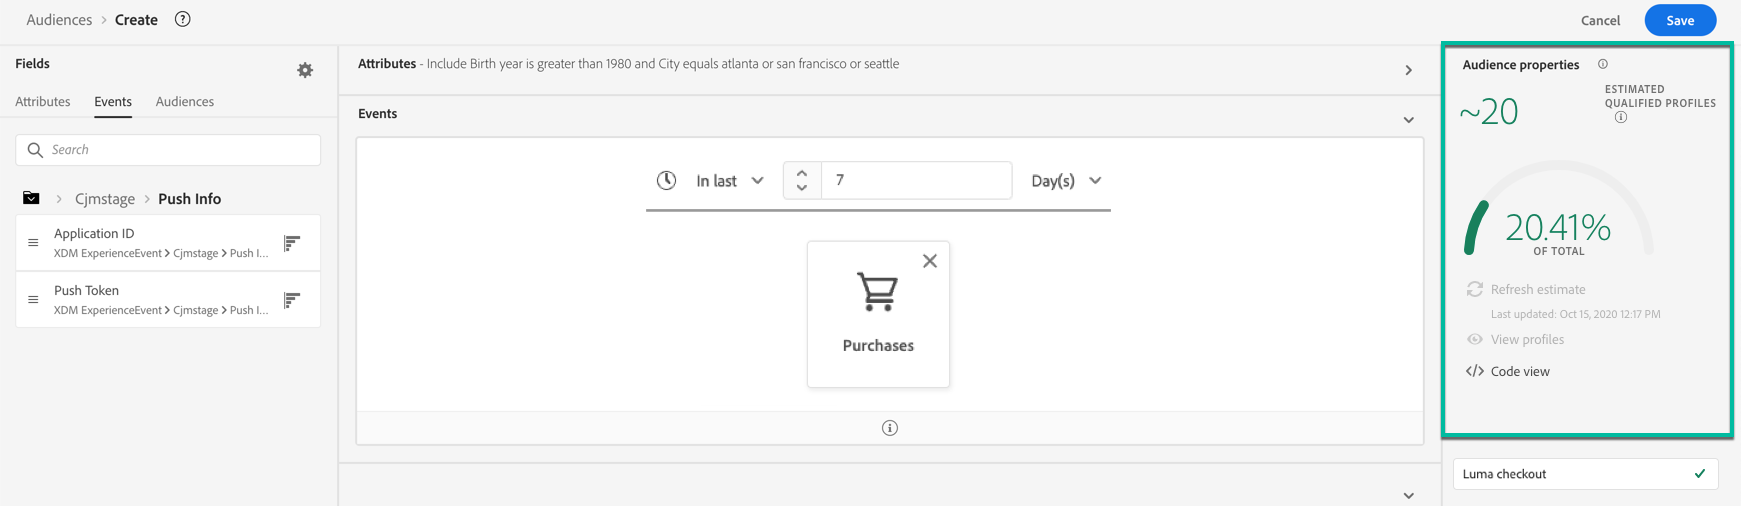 Audiences > Create ?
Cancel
Save
Fields
Attributes
Events
Audiences
Search
> Cjmstage > Push Info
Application ID
XDM ExperienceEvent > Cjmstage > Push I...
Push Token
XDM ExperienceEvent > Cjmstage > Push I...
Attributes - Include Birth year is greater than 1980 and City equals atlanta or san francisco or seattle
Events
In last
7
Day(s)
Purchases
Audience properties
~20
ESTIMATED
QUALIFIED PROFILES
20.41%
OF TOTAL
Refresh estimate
Last updated: Oct 15, 2020 12:17 PM
View profiles
</> Code view
Luma checkout